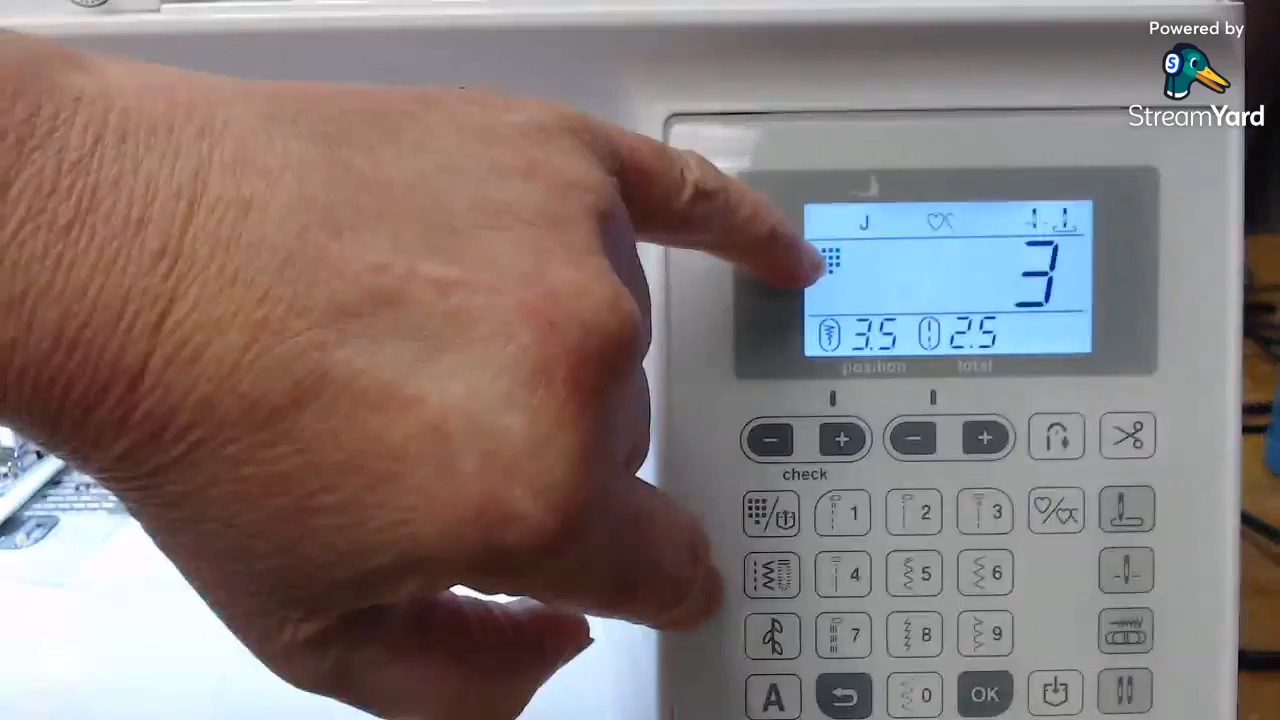 Powered by
StreamYard
J
3
3.5 2.5
position total
check
1 2 3
4 5 6
7 8 9
A 0 OK